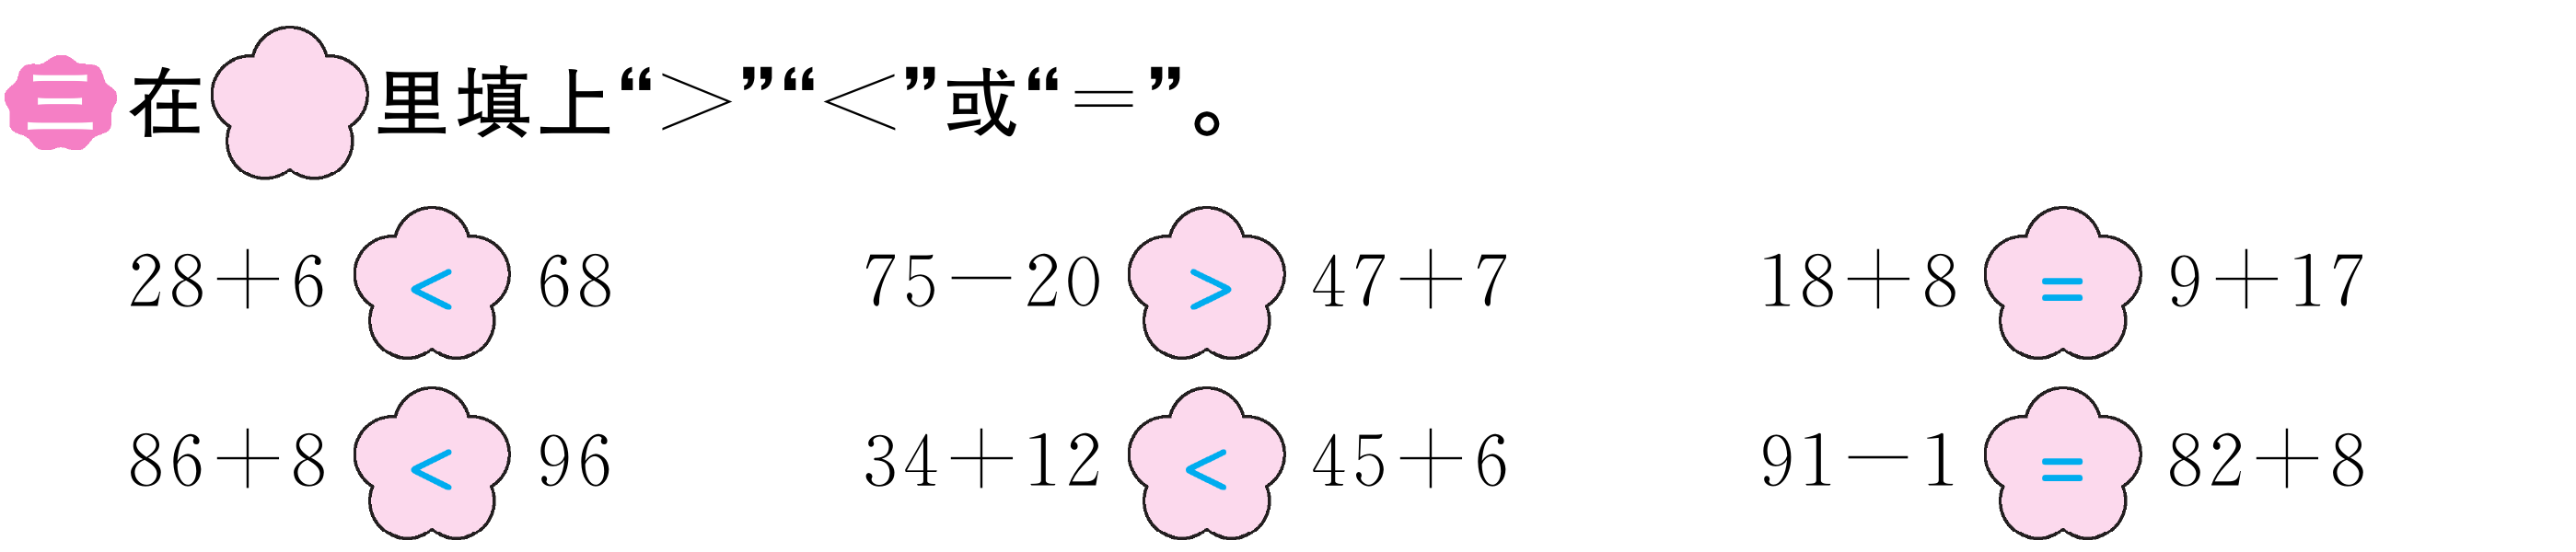 三 在 里填上“>”“<”或“=”。
28+6 < 68 75-20 > 47+7 18+8 = 9+17
86+8 < 96 34+12 < 45+6 91-1 = 82+8